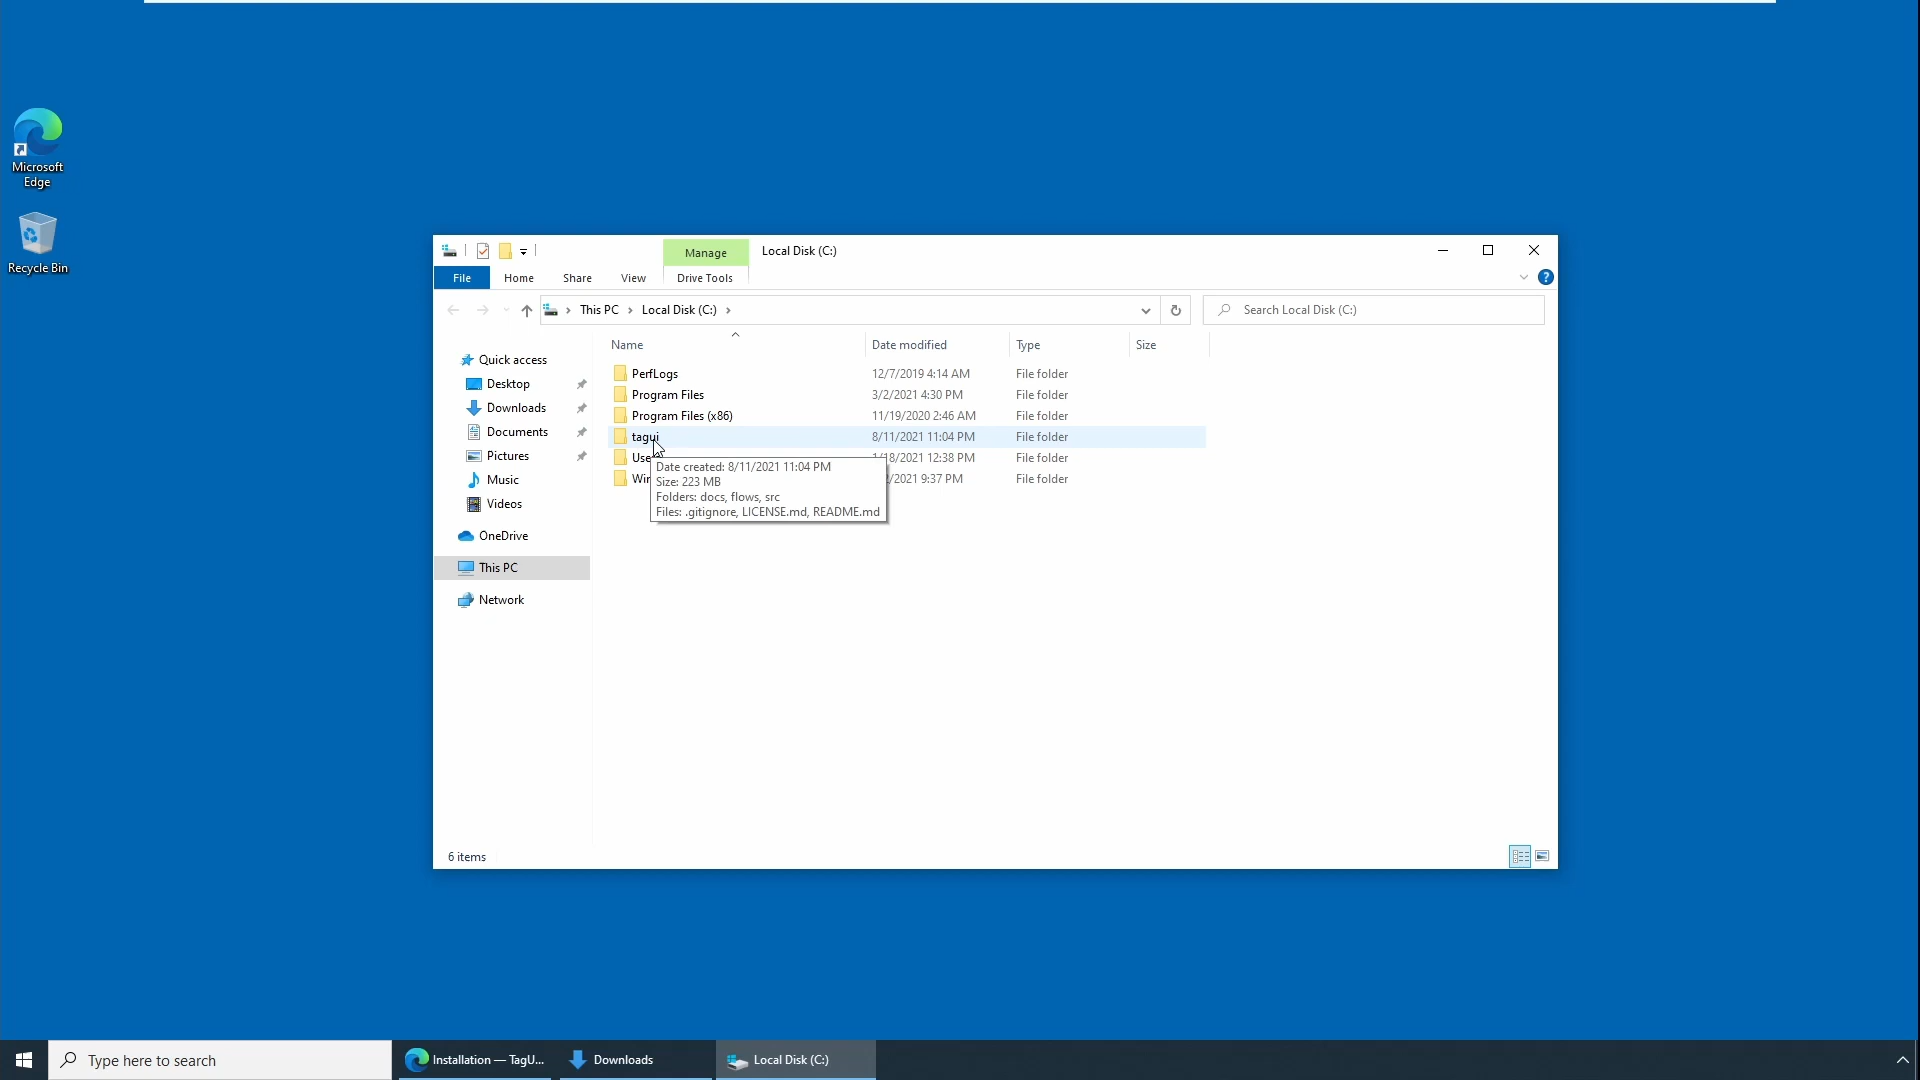 Microsoft
Edge
Recycle Bin
Manage
Local Disk (C:)
File
Home
Share
View
Drive Tools
This PC
Local Disk (C:)
Search Local Disk (C:)
Name
Date modified
Type
Size
Quick access
Desktop
Downloads
Documents
Pictures
Music
Videos
OneDrive
This PC
Network
PerfLogs 12/7/2019 4:14 AM File folder
Program Files 3/2/2021 4:30 PM File folder
Program Files (x86) 11/19/2020 2:46 AM File folder
tagui 8/11/2021 11:04 PM File folder
/18/2021 12:38 PM File folder
/2021 9:37 PM File folder
Date created: 8/11/2021 11:04 PM
Size: 223 MB
Folders: docs, flows, src
Files: .gitignore, LICENSE.md, README.md
6 items
Type here to search
Installation — TagU...
Downloads
Local Disk (C:)